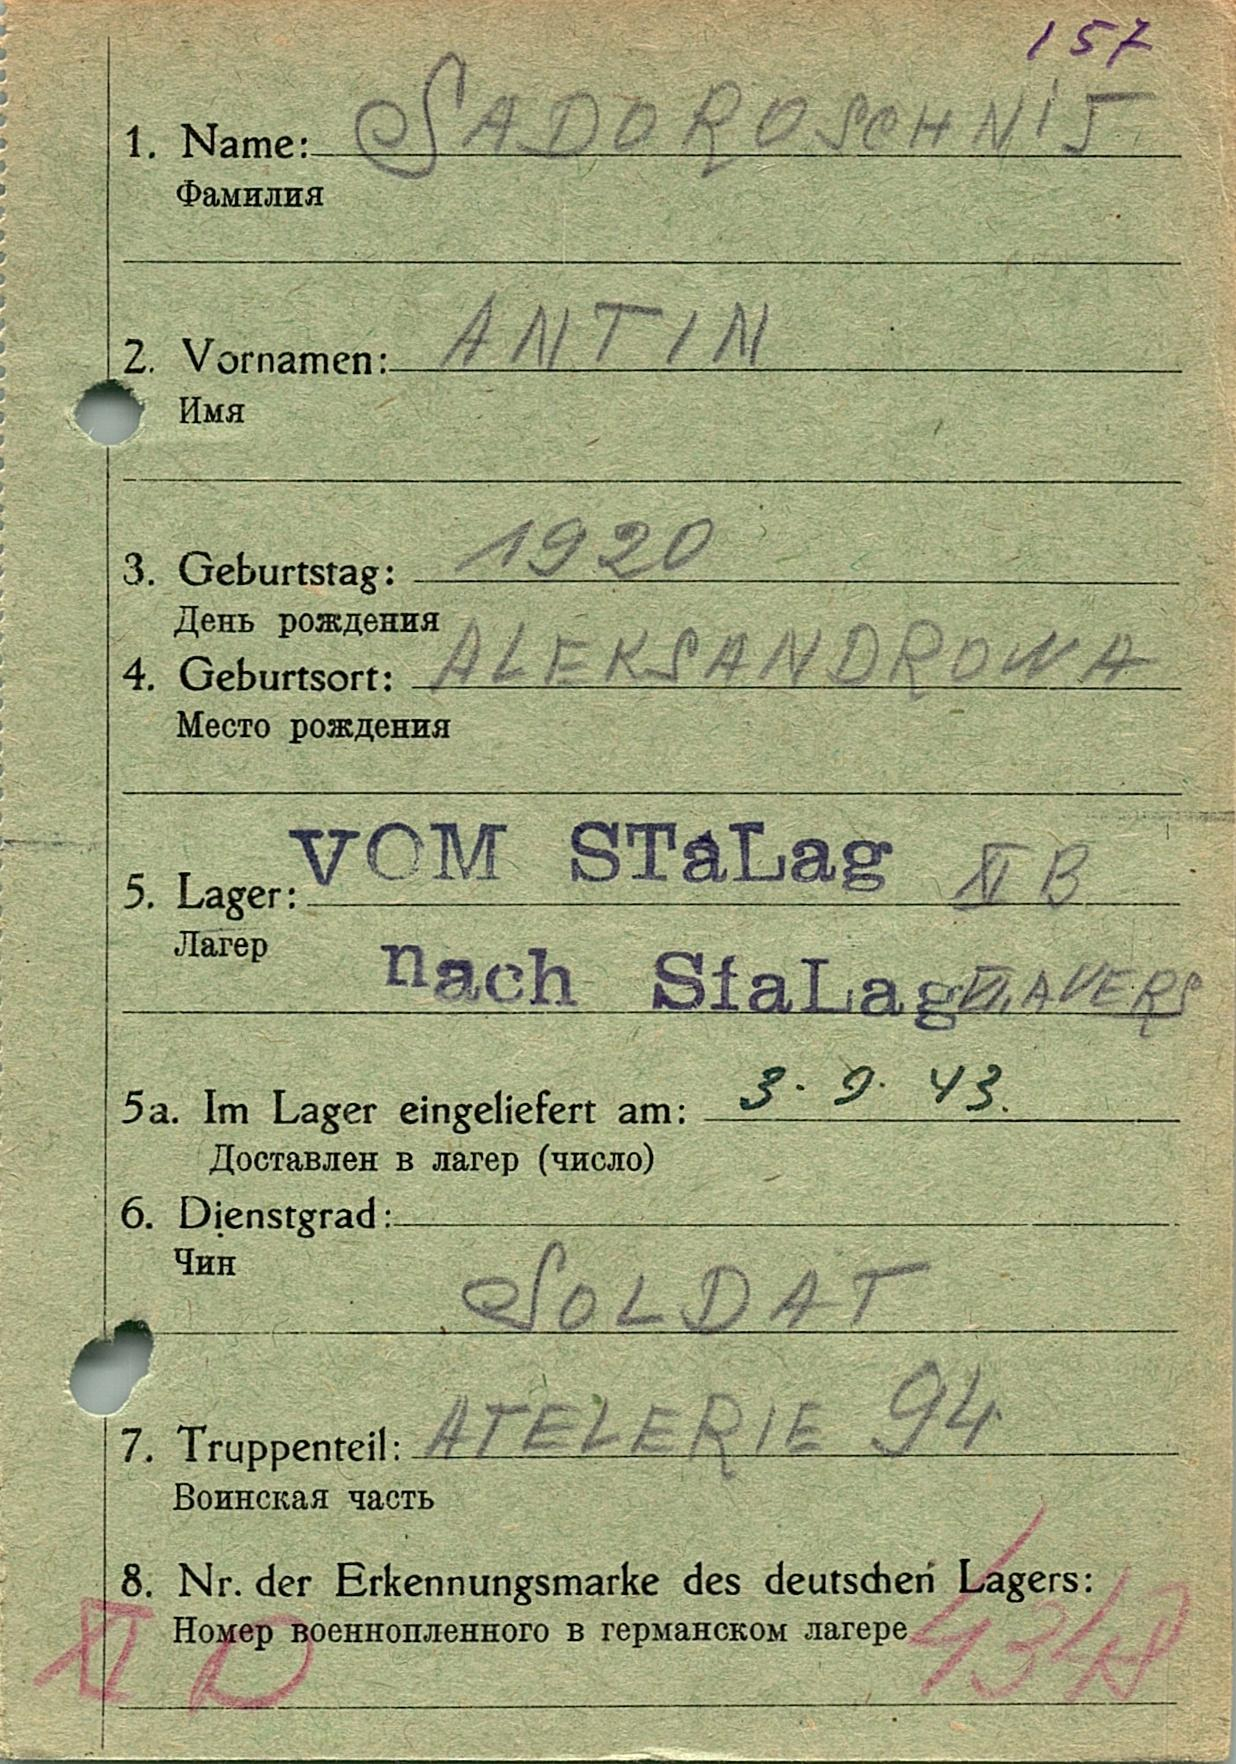 157
1. Name: SADOROSCHNIJ
Фамилия
2. Vornamen: ANTIN
Имя
3. Geburtstag: 1920
День рождения
4. Geburtsort: ALEKSANDROWA
Место рождения
VOM STaLag XI B
5. Lager:
Лагер
nach StaLag
5a. Im Lager eingeliefert am: 3. 9. 43.
Доставлен в лагер (число)
6. Dienstgrad:
Чин
SOLDAT
7. Truppenteil: ATELERIE 94
Воинская часть
8. Nr. der Erkennungsmarke des deutschen Lagers:
Номер военнопленного в германском лагере
XI D 4348